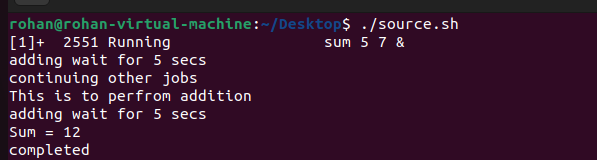 rohan@rohan-virtual-machine:~/Desktop$ ./source.sh
[1]+  2551 Running                 sum 5 7 &
adding wait for 5 secs
continuing other jobs
This is to perfrom addition
adding wait for 5 secs
Sum = 12
completed